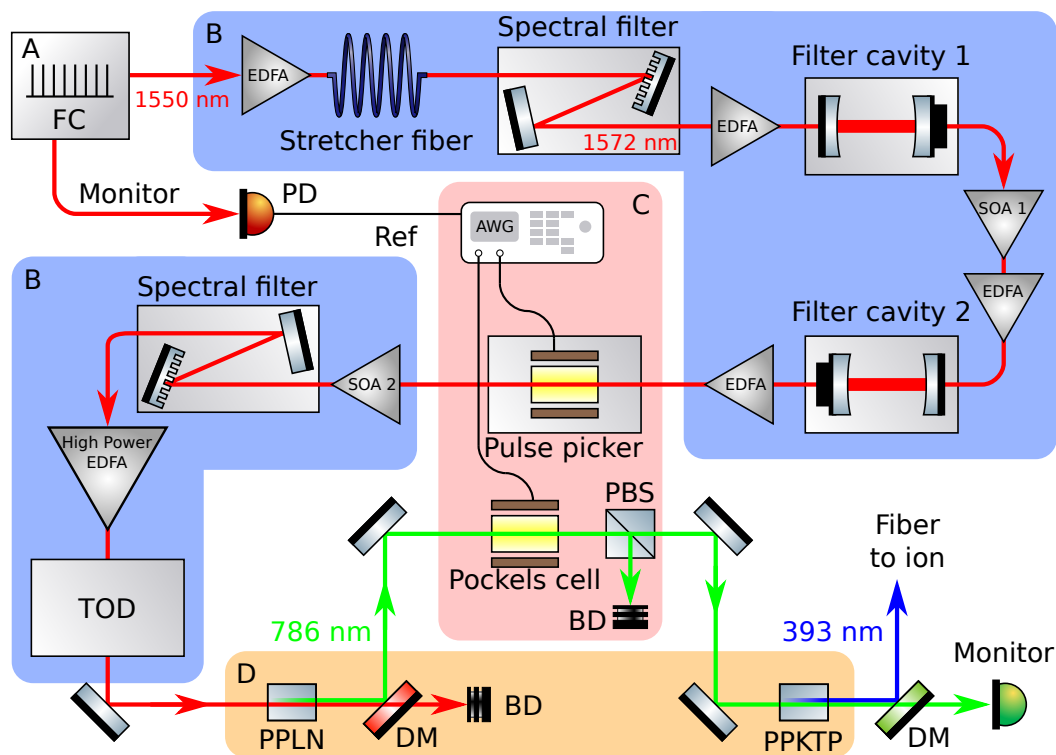 A
FC
1550 nm
B
EDFA
Stretcher fiber
Spectral filter
1572 nm
EDFA
Filter cavity 1
SOA 1
EDFA
Filter cavity 2
EDFA
Monitor
PD
Ref
C
AWG
Pulse picker
B
Spectral filter
SOA 2
High Power
EDFA
TOD
Pockels cell
PBS
BD
786 nm
D
PPLN
DM
BD
Fiber
to ion
393 nm
PPKTP
DM
Monitor